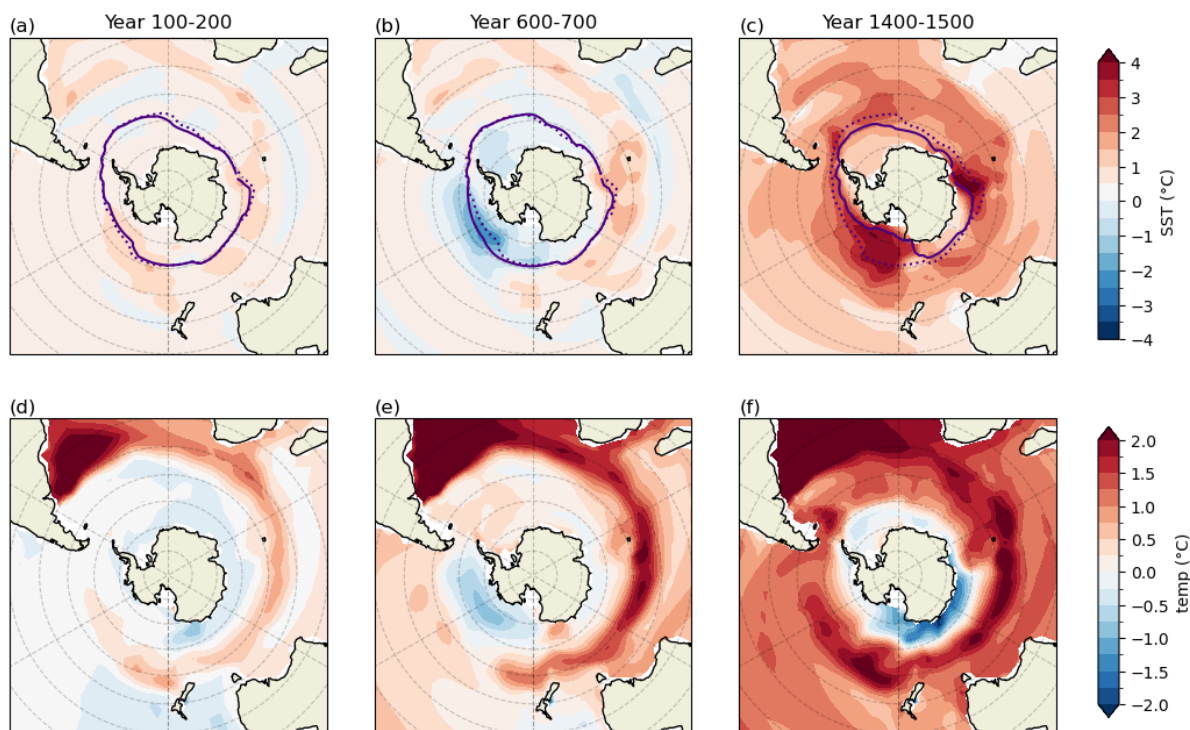 (a) Year 100-200
(b) Year 600-700
(c) Year 1400-1500
4
3
2
1
0
−1
−2
−3
−4
SST (°C)
(d)
(e)
(f)
2.0
1.5
1.0
0.5
0.0
−0.5
−1.0
−1.5
−2.0
temp (°C)